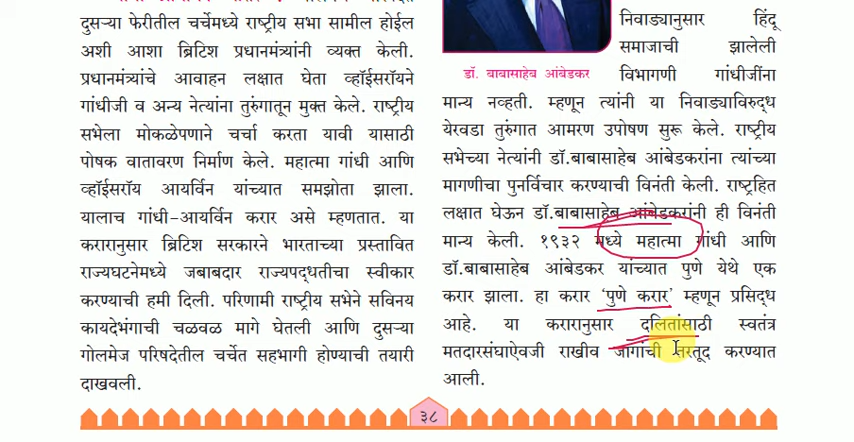 दुसऱ्या फेरीतील चर्चेमध्ये राष्ट्रीय सभा सामील होईल
अशी आशा ब्रिटिश प्रधानमंत्र्यांनी व्यक्त केली.
प्रधानमंत्र्यांचे आवाहन लक्षात घेता व्हॉईसरॉयने
गांधीजी व अन्य नेत्यांना तुरुंगातून मुक्त केले. राष्ट्रीय
सभेला मोकळेपणाने चर्चा करता यावी यासाठी
पोषक वातावरण निर्माण केले. महात्मा गांधी आणि
व्हॉईसरॉय आयर्विन यांच्यात समझोता झाला.
यालाच गांधी-आयर्विन करार असे म्हणतात. या
करारानुसार ब्रिटिश सरकारने भारताच्या प्रस्तावित
राज्यघटनेमध्ये जबाबदार राज्यपद्धतीचा स्वीकार
करण्याची हमी दिली. परिणामी राष्ट्रीय सभेने सविनय
कायदेभंगाची चळवळ मागे घेतली आणि दुसऱ्या
गोलमेज परिषदेतील चर्चेत सहभागी होण्याची तयारी
दाखवली.
डॉ. बाबासाहेब आंबेडकर
निवाड्यानुसार हिंदू
समाजाची झालेली
विभागणी गांधीजींना
मान्य नव्हती. म्हणून त्यांनी या निवाड्याविरुद्ध
येरवडा तुरुंगात आमरण उपोषण सुरू केले. राष्ट्रीय
सभेच्या नेत्यांनी डॉ.बाबासाहेब आंबेडकरांना त्यांच्या
मागणीचा पुनर्विचार करण्याची विनंती केली. राष्ट्रहित
लक्षात घेऊन डॉ.बाबासाहेब आंबेडकरांनी ही विनंती
मान्य केली. १९३२ मध्ये महात्मा गांधी आणि
डॉ.बाबासाहेब आंबेडकर यांच्यात पुणे येथे एक
करार झाला. हा करार ‘पुणे करार’ म्हणून प्रसिद्ध
आहे. या करारानुसार दलितांसाठी स्वतंत्र
मतदारसंघाऐवजी राखीव जागांची तरतूद करण्यात
आली.
३८